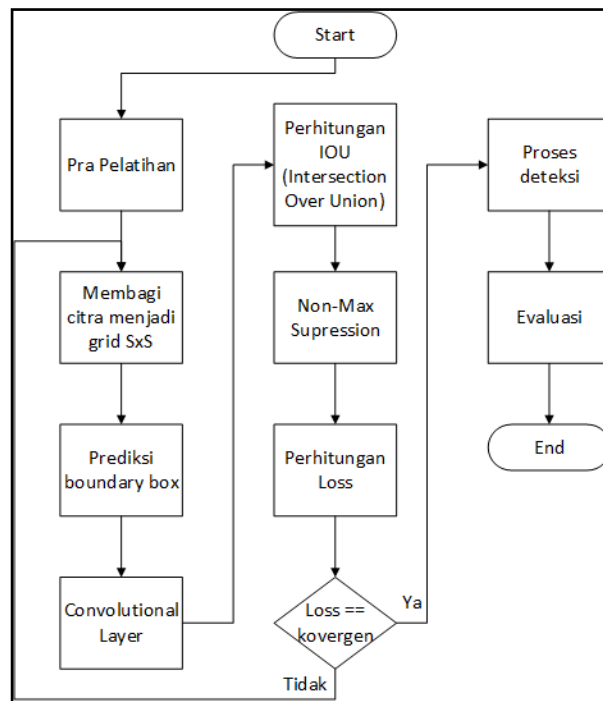 Start
Pra Pelatihan
Membagi
citra menjadi
grid SxS
Prediksi
boundary box
Convolutional
Layer
Perhitungan
IOU
(Intersection
Over Union)
Non-Max
Supression
Perhitungan
Loss
Loss ==
kovergen
Ya
Tidak
Proses
deteksi
Evaluasi
End